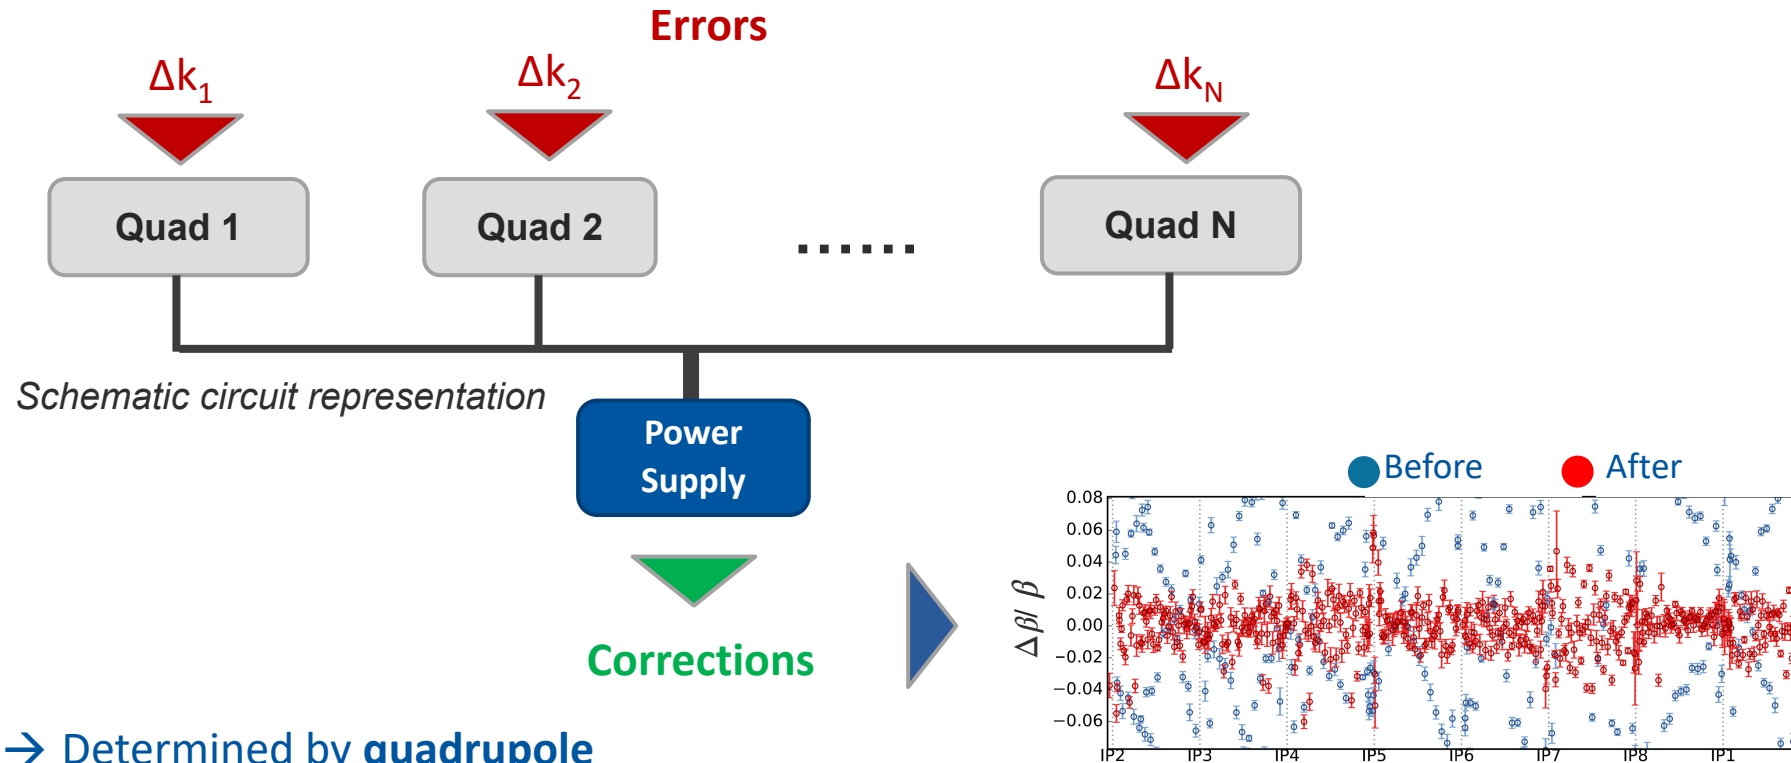 Errors
Δk1 Δk2 ΔkN
Quad 1 Quad 2 ...... Quad N
Schematic circuit representation
Power
Supply
Before After
Corrections
Δβ/β
0.08
0.06
0.04
0.02
0.00
−0.02
−0.04
−0.06
IP2 IP3 IP4 IP5 IP6 IP7 IP8 IP1
→ Determined by quadrupole